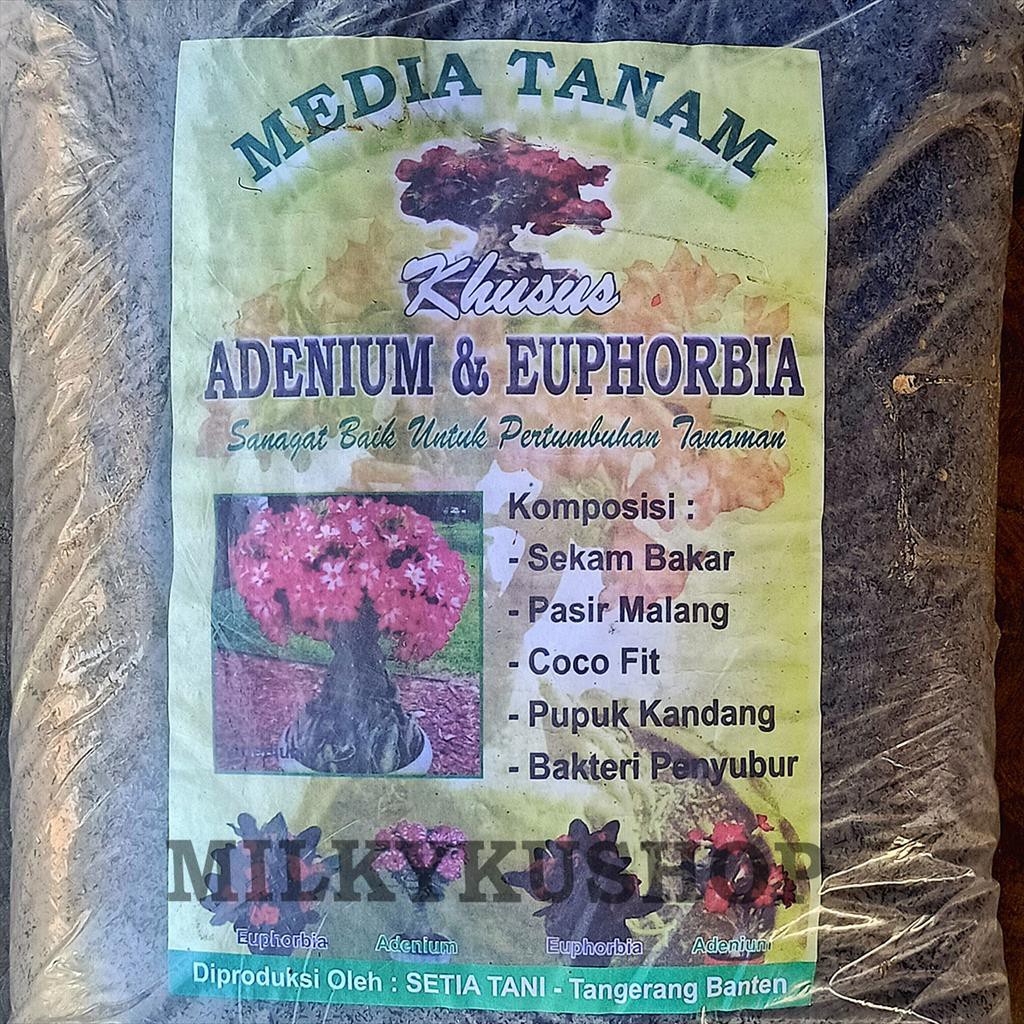 MEDIA TANAM
Khusus
ADENIUM & EUPHORBIA
Sanagat Baik Untuk Pertumbuhan Tanaman
Komposisi :
- Sekam Bakar
- Pasir Malang
- Coco Fit
- Pupuk Kandang
- Bakteri Penyubur
MILKYKUSHOP
Euphorbia Adenium Euphorbia Adenium
Diproduksi Oleh : SETIA TANI - Tangerang Banten